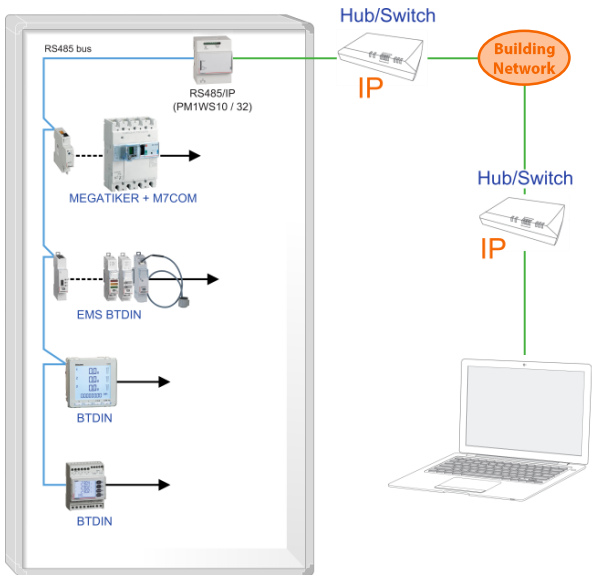 Hub/Switch
RS485 bus
Building
Network
IP
RS485/IP
(PM1WS10 / 32)
Hub/Switch
MEGATIKER + M7COM
IP
EMS BTDIN
BTDIN
BTDIN